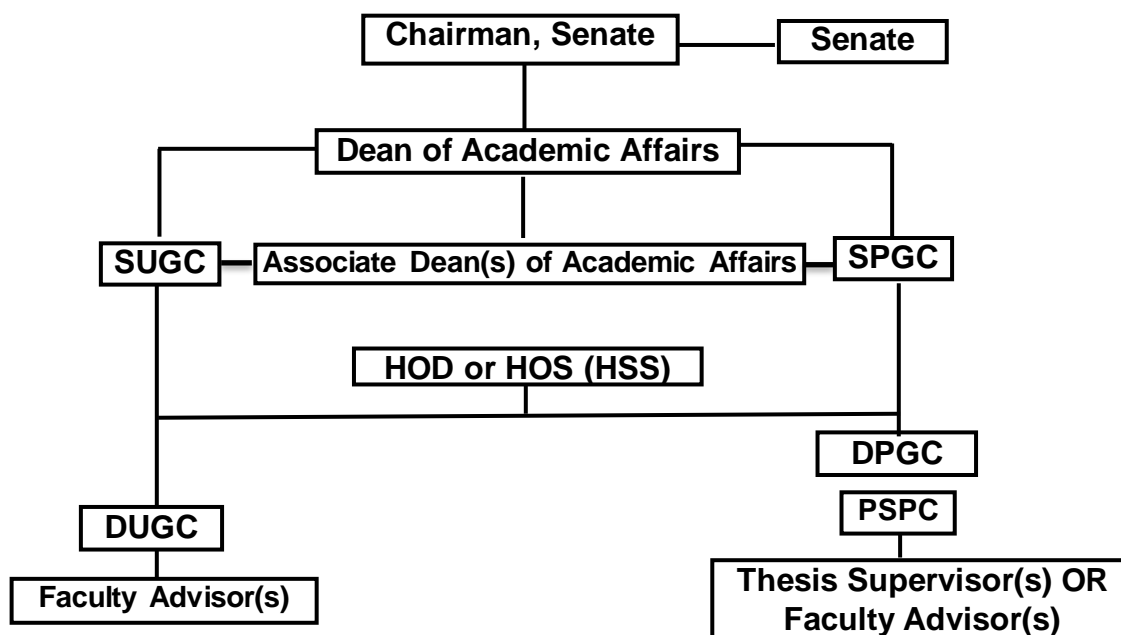 Chairman, Senate
Senate
Dean of Academic Affairs
SUGC
Associate Dean(s) of Academic Affairs
SPGC
HOD or HOS (HSS)
DPGC
PSPC
DUGC
Thesis Supervisor(s) OR
Faculty Advisor(s)
Faculty Advisor(s)